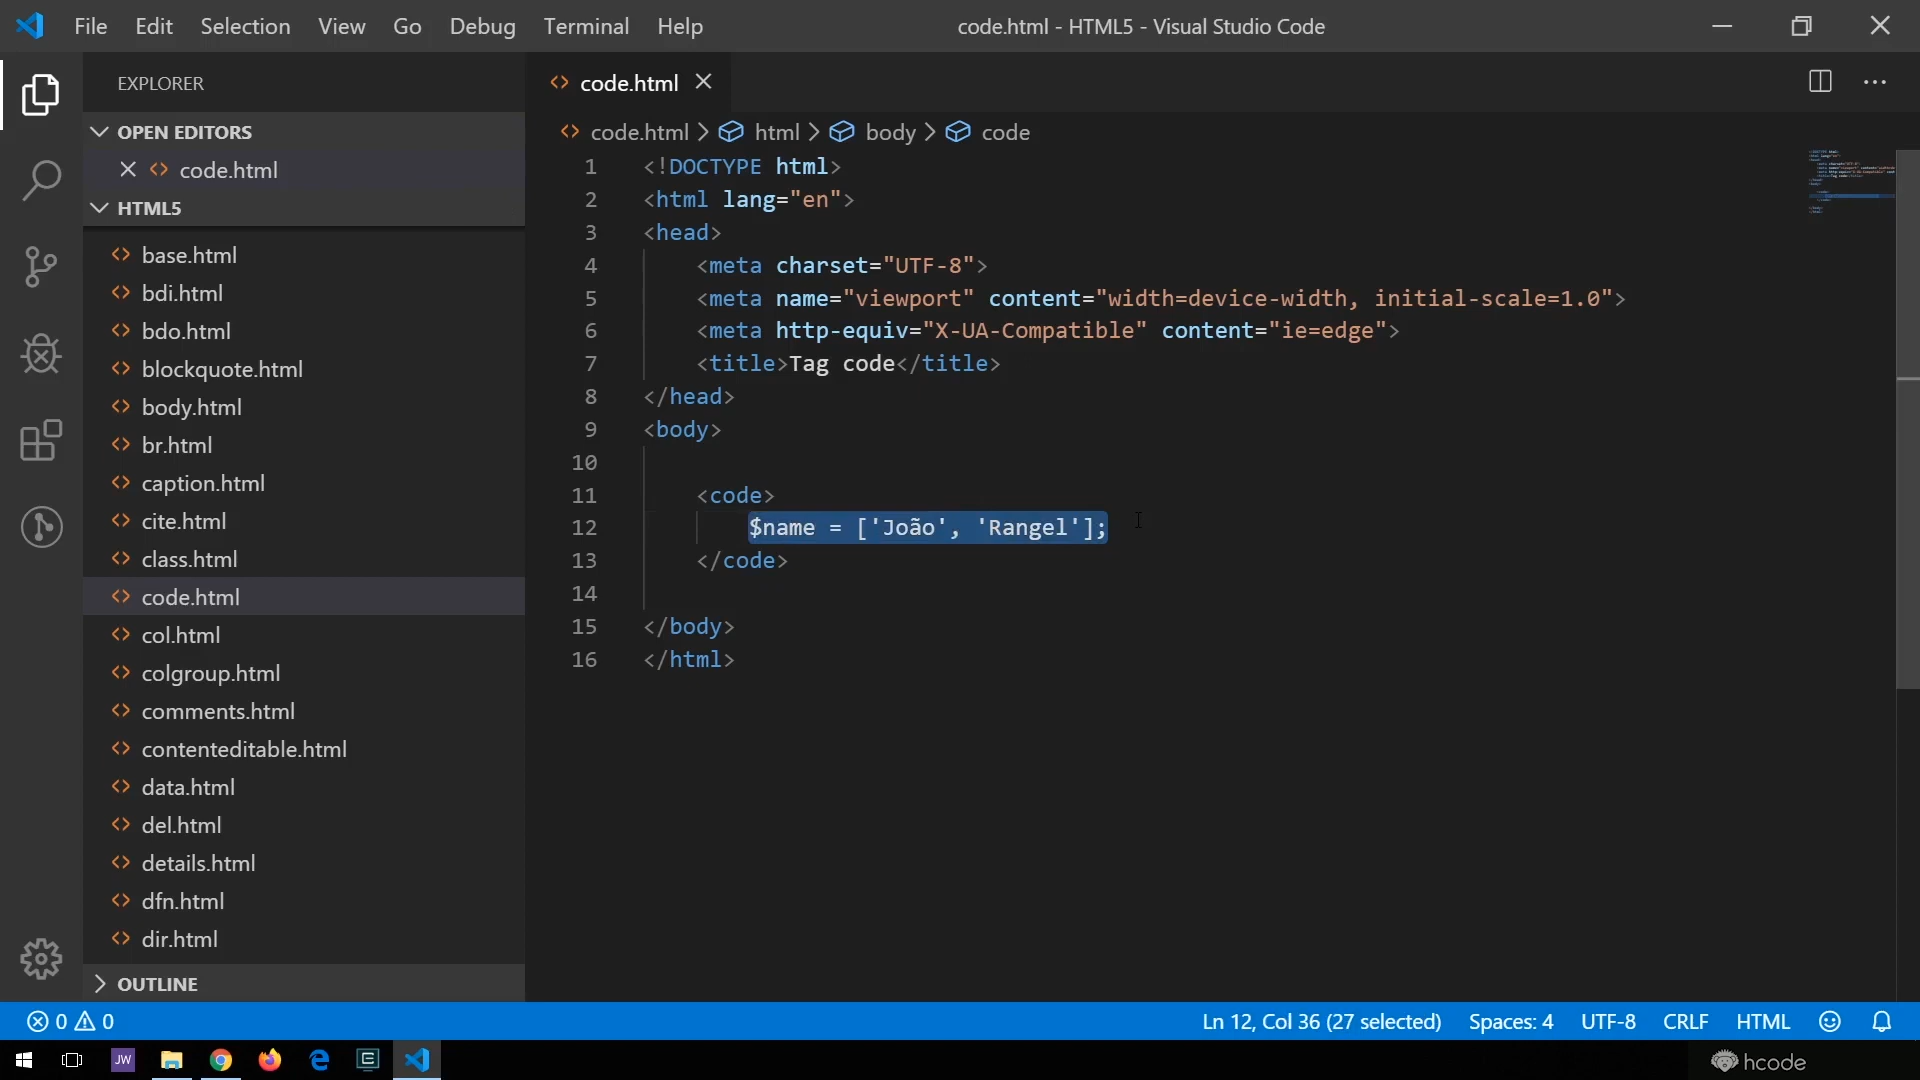 File Edit Selection View Go Debug Terminal Help code.html - HTML5 - Visual Studio Code
EXPLORER
OPEN EDITORS
code.html
HTML5
base.html
bdi.html
bdo.html
blockquote.html
body.html
br.html
caption.html
cite.html
class.html
code.html
col.html
colgroup.html
comments.html
contenteditable.html
data.html
del.html
details.html
dfn.html
dir.html
OUTLINE
code.html
code.html > html > body > code
1 <!DOCTYPE html>
2 <html lang="en">
3 <head>
4 <meta charset="UTF-8">
5 <meta name="viewport" content="width=device-width, initial-scale=1.0">
6 <meta http-equiv="X-UA-Compatible" content="ie=edge">
7 <title>Tag code</title>
8 </head>
9 <body>
10
11 <code>
12 $name = ['João', 'Rangel'];
13 </code>
14
15 </body>
16 </html>
0 0 Ln 12, Col 36 (27 selected) Spaces: 4 UTF-8 CRLF HTML
JW hcode